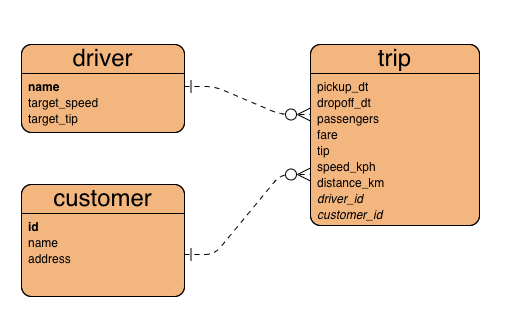 driver
name
target_speed
target_tip
customer
id
name
address
trip
pickup_dt
dropoff_dt
passengers
fare
tip
speed_kph
distance_km
driver_id
customer_id